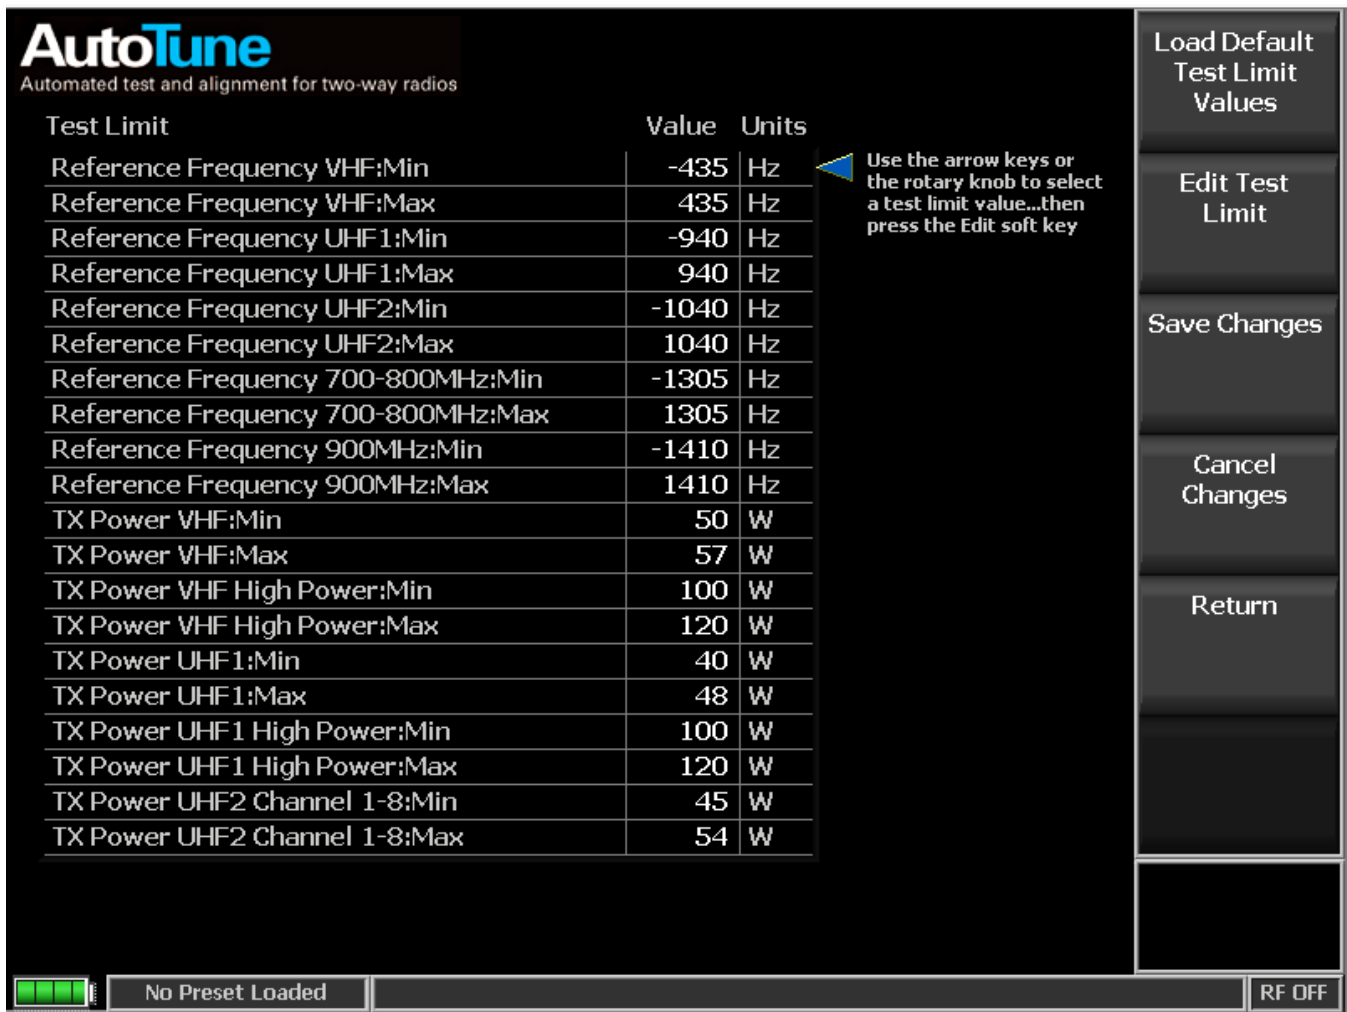 AutoTune
Automated test and alignment for two-way radios
Test Limit Value Units
Reference Frequency VHF:Min -435 Hz
Reference Frequency VHF:Max 435 Hz
Reference Frequency UHF1:Min -940 Hz
Reference Frequency UHF1:Max 940 Hz
Reference Frequency UHF2:Min -1040 Hz
Reference Frequency UHF2:Max 1040 Hz
Reference Frequency 700-800MHz:Min -1305 Hz
Reference Frequency 700-800MHz:Max 1305 Hz
Reference Frequency 900MHz:Min -1410 Hz
Reference Frequency 900MHz:Max 1410 Hz
TX Power VHF:Min 50 W
TX Power VHF:Max 57 W
TX Power VHF High Power:Min 100 W
TX Power VHF High Power:Max 120 W
TX Power UHF1:Min 40 W
TX Power UHF1:Max 48 W
TX Power UHF1 High Power:Min 100 W
TX Power UHF1 High Power:Max 120 W
TX Power UHF2 Channel 1-8:Min 45 W
TX Power UHF2 Channel 1-8:Max 54 W
Use the arrow keys or
the rotary knob to select
a test limit value...then
press the Edit soft key
Load Default
Test Limit
Values
Edit Test
Limit
Save Changes
Cancel
Changes
Return
No Preset Loaded
RF OFF